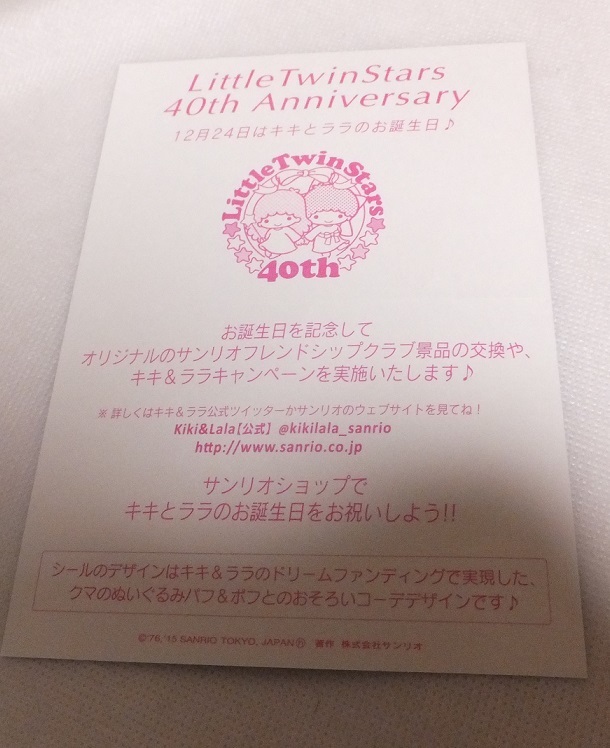 LittleTwinStars
40th Anniversary
12月24日はキキとララのお誕生日♪
LittleTwinStars
40th
お誕生日を記念して
オリジナルのサンリオフレンドシップクラブ景品の交換や、
キキ＆ララキャンペーンを実施いたします♪
※詳しくはキキ＆ララ公式ツイッターかサンリオのウェブサイトを見てね！
Kiki&Lala【公式】 @kikilala_sanrio
http://www.sanrio.co.jp
サンリオショップで
キキとララのお誕生日をお祝いしよう!!
シールのデザインはキキ＆ララのドリームファンディングで実現した、
クマのぬいぐるみパフ＆ポフとのおそろいコーデデザインです♪
©'76,'15 SANRIO TOKYO, JAPAN Ⓗ 著作 株式会社サンリオ